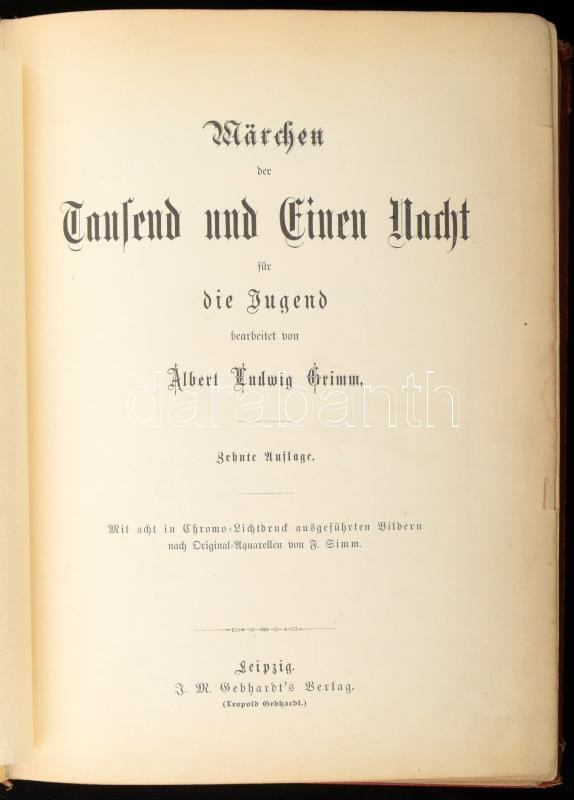 Märchen
der
Tauſend und Einen Nacht
für
die Jugend
bearbeitet von
Albert Ludwig Grimm.
darabanth
Zehnte Auflage.
Mit acht in Chromo-Lichtdruck ausgeführten Bildern
nach Original-Aquarellen von F. Simm.
Leipzig.
J. M. Gebhardt's Verlag.
(Leopold Gebhardt.)